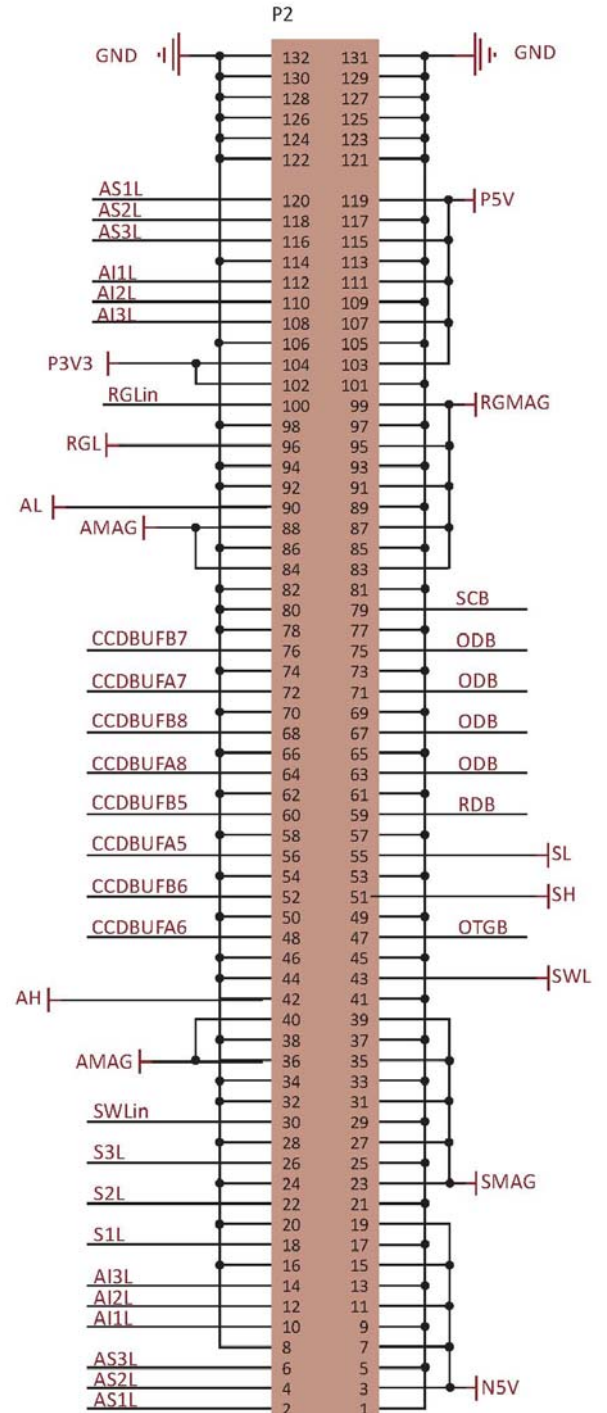 P2
GND 132 131 GND
130 129
128 127
126 125
124 123
122 121
AS1L 120 119 P5V
AS2L 118 117
AS3L 116 115
114 113
AI1L 112 111
AI2L 110 109
AI3L 108 107
106 105
P3V3 104 103
102 101
RGLin 100 99 RGMAG
98 97
RGL 96 95
94 93
92 91
AL 90 89
AMAG 88 87
86 85
84 83
82 81
80 79 SCB
78 77
CCDBUFB7 76 75 ODB
74 73
CCDBUFA7 72 71 ODB
70 69
CCDBUFB8 68 67 ODB
66 65
CCDBUFA8 64 63 ODB
62 61
CCDBUFB5 60 59 RDB
58 57
CCDBUFA5 56 55 SL
54 53
CCDBUFB6 52 51 SH
50 49
CCDBUFA6 48 47 OTGB
46 45
44 43 SWL
AH 42 41
40 39
38 37
AMAG 36 35
34 33
32 31
SWLin 30 29
28 27
S3L 26 25
24 23 SMAG
S2L 22 21
20 19
S1L 18 17
16 15
AI3L 14 13
AI2L 12 11
AI1L 10 9
8 7
AS3L 6 5
AS2L 4 3 N5V
AS1L 2 1